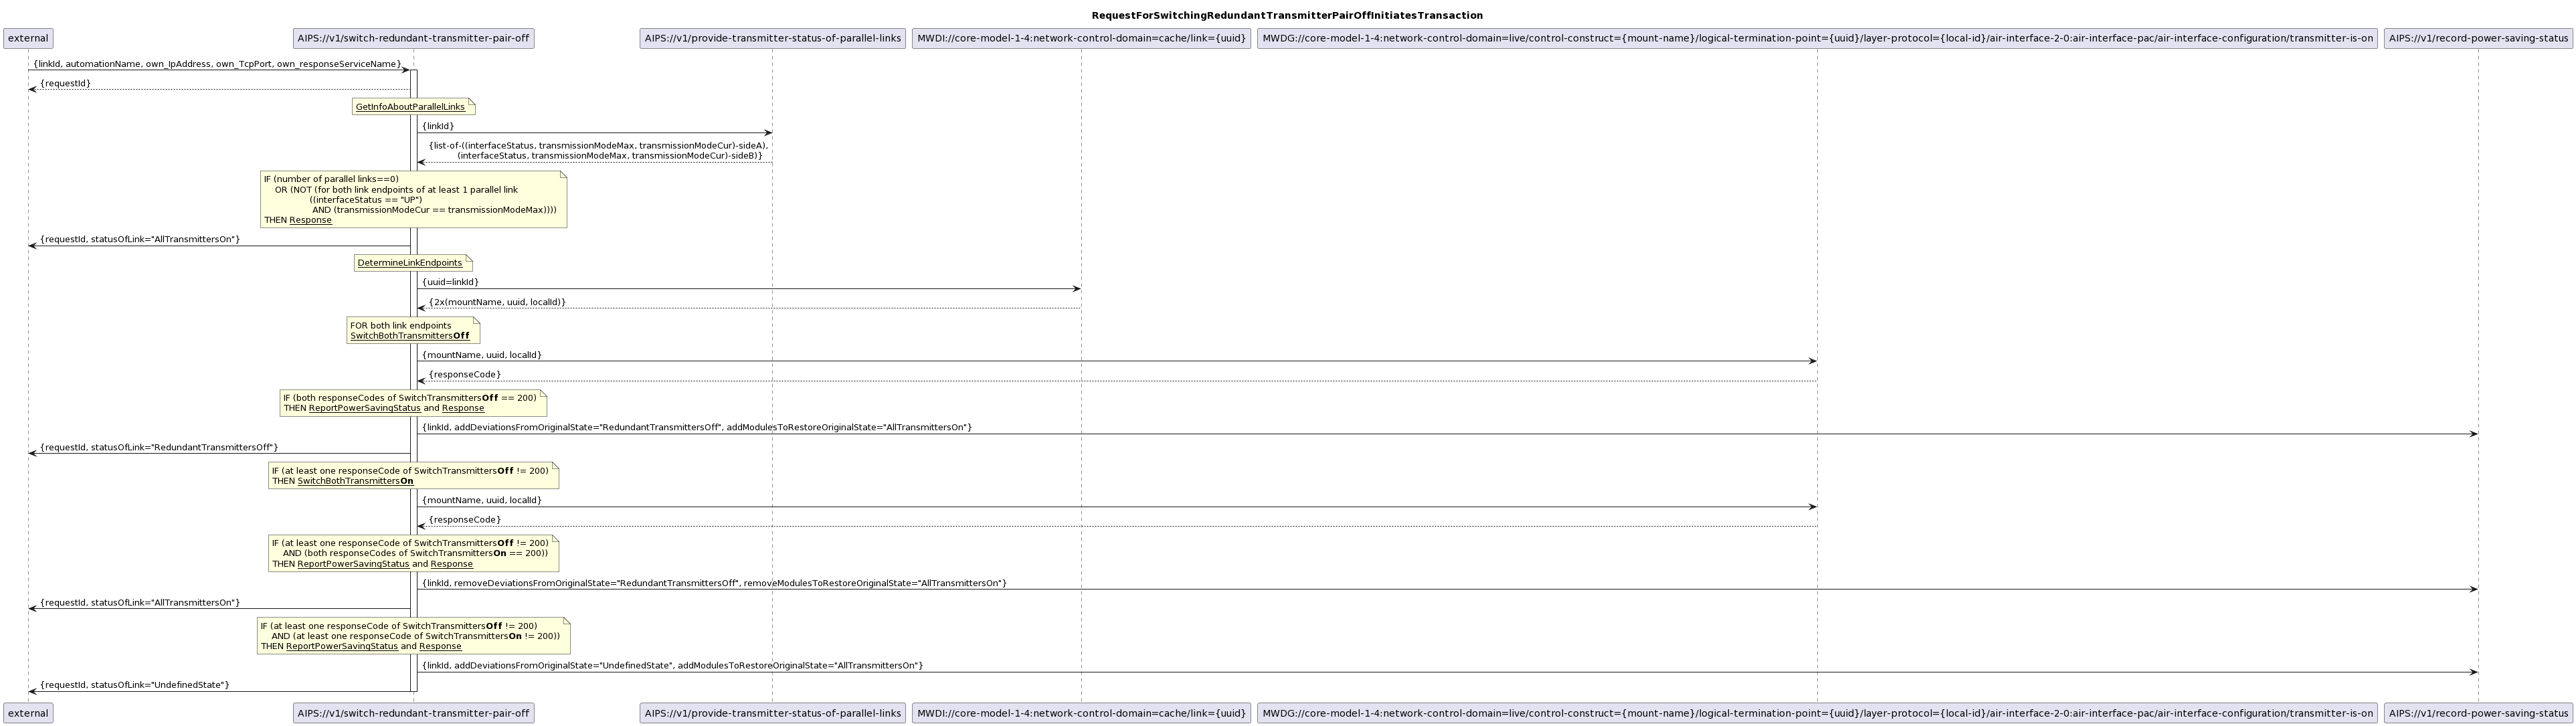 RequestForSwitchingRedundantTransmitterPairOffInitiatesTransaction
external
AIPS://v1/switch-redundant-transmitter-pair-off
AIPS://v1/provide-transmitter-status-of-parallel-links
MWDI://core-model-1-4:network-control-domain=cache/link={uuid}
MWDG://core-model-1-4:network-control-domain=live/control-construct={mount-name}/logical-termination-point={uuid}/layer-protocol={local-id}/air-interface-2-0:air-interface-pac/air-interface-configuration/transmitter-is-on
AIPS://v1/record-power-saving-status
{linkId, automationName, own_IpAddress, own_TcpPort, own_responseServiceName}
{requestId}
GetInfoAboutParallelLinks
{linkId}
{list-of-((interfaceStatus, transmissionModeMax, transmissionModeCur)-sideA),
(interfaceStatus, transmissionModeMax, transmissionModeCur)-sideB)}
IF (number of parallel links==0)
OR (NOT (for both link endpoints of at least 1 parallel link
((interfaceStatus == "UP")
AND (transmissionModeCur == transmissionModeMax))))
THEN Response
{requestId, statusOfLink="AllTransmittersOn"}
DetermineLinkEndpoints
{uuid=linkId}
{2x(mountName, uuid, localId)}
FOR both link endpoints
SwitchBothTransmittersOff
{mountName, uuid, localId}
{responseCode}
IF (both responseCodes of SwitchTransmittersOff == 200)
THEN ReportPowerSavingStatus and Response
{linkId, addDeviationsFromOriginalState="RedundantTransmittersOff", addModulesToRestoreOriginalState="AllTransmittersOn"}
{requestId, statusOfLink="RedundantTransmittersOff"}
IF (at least one responseCode of SwitchTransmittersOff != 200)
THEN SwitchBothTransmittersOn
{mountName, uuid, localId}
{responseCode}
IF (at least one responseCode of SwitchTransmittersOff != 200)
AND (both responseCodes of SwitchTransmittersOn == 200))
THEN ReportPowerSavingStatus and Response
{linkId, removeDeviationsFromOriginalState="RedundantTransmittersOff", removeModulesToRestoreOriginalState="AllTransmittersOn"}
{requestId, statusOfLink="AllTransmittersOn"}
IF (at least one responseCode of SwitchTransmittersOff != 200)
AND (at least one responseCode of SwitchTransmittersOn != 200))
THEN ReportPowerSavingStatus and Response
{linkId, addDeviationsFromOriginalState="UndefinedState", addModulesToRestoreOriginalState="AllTransmittersOn"}
{requestId, statusOfLink="UndefinedState"}
external
AIPS://v1/switch-redundant-transmitter-pair-off
AIPS://v1/provide-transmitter-status-of-parallel-links
MWDI://core-model-1-4:network-control-domain=cache/link={uuid}
MWDG://core-model-1-4:network-control-domain=live/control-construct={mount-name}/logical-termination-point={uuid}/layer-protocol={local-id}/air-interface-2-0:air-interface-pac/air-interface-configuration/transmitter-is-on
AIPS://v1/record-power-saving-status